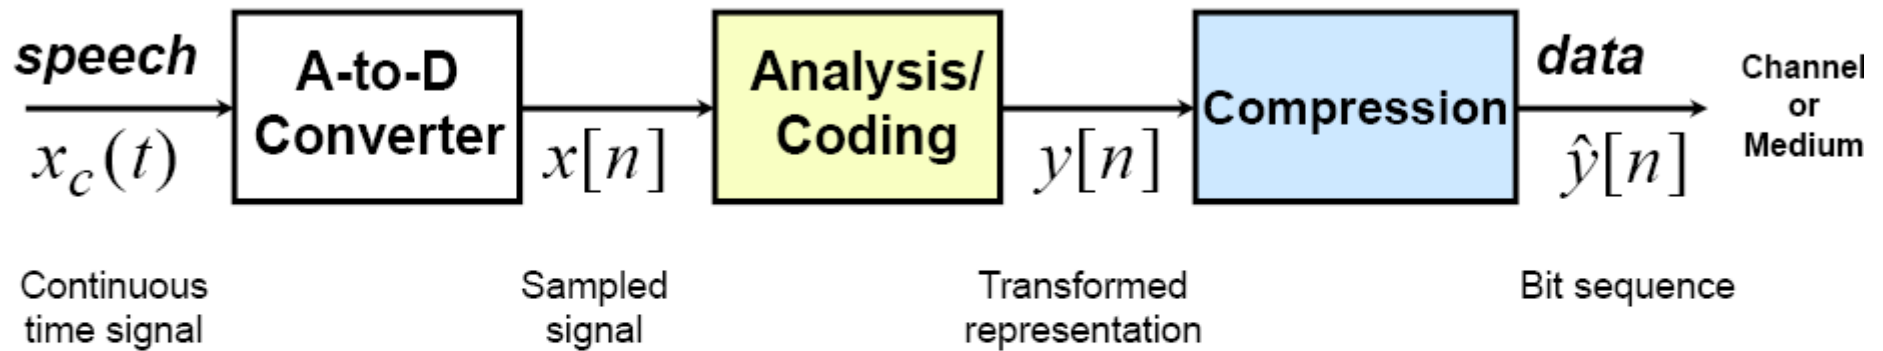 speech
x_c(t)
A-to-D
Converter
x[n]
Analysis/
Coding
y[n]
Compression
data
ŷ[n]
Channel
or
Medium
Continuous
time signal
Sampled
signal
Transformed
representation
Bit sequence